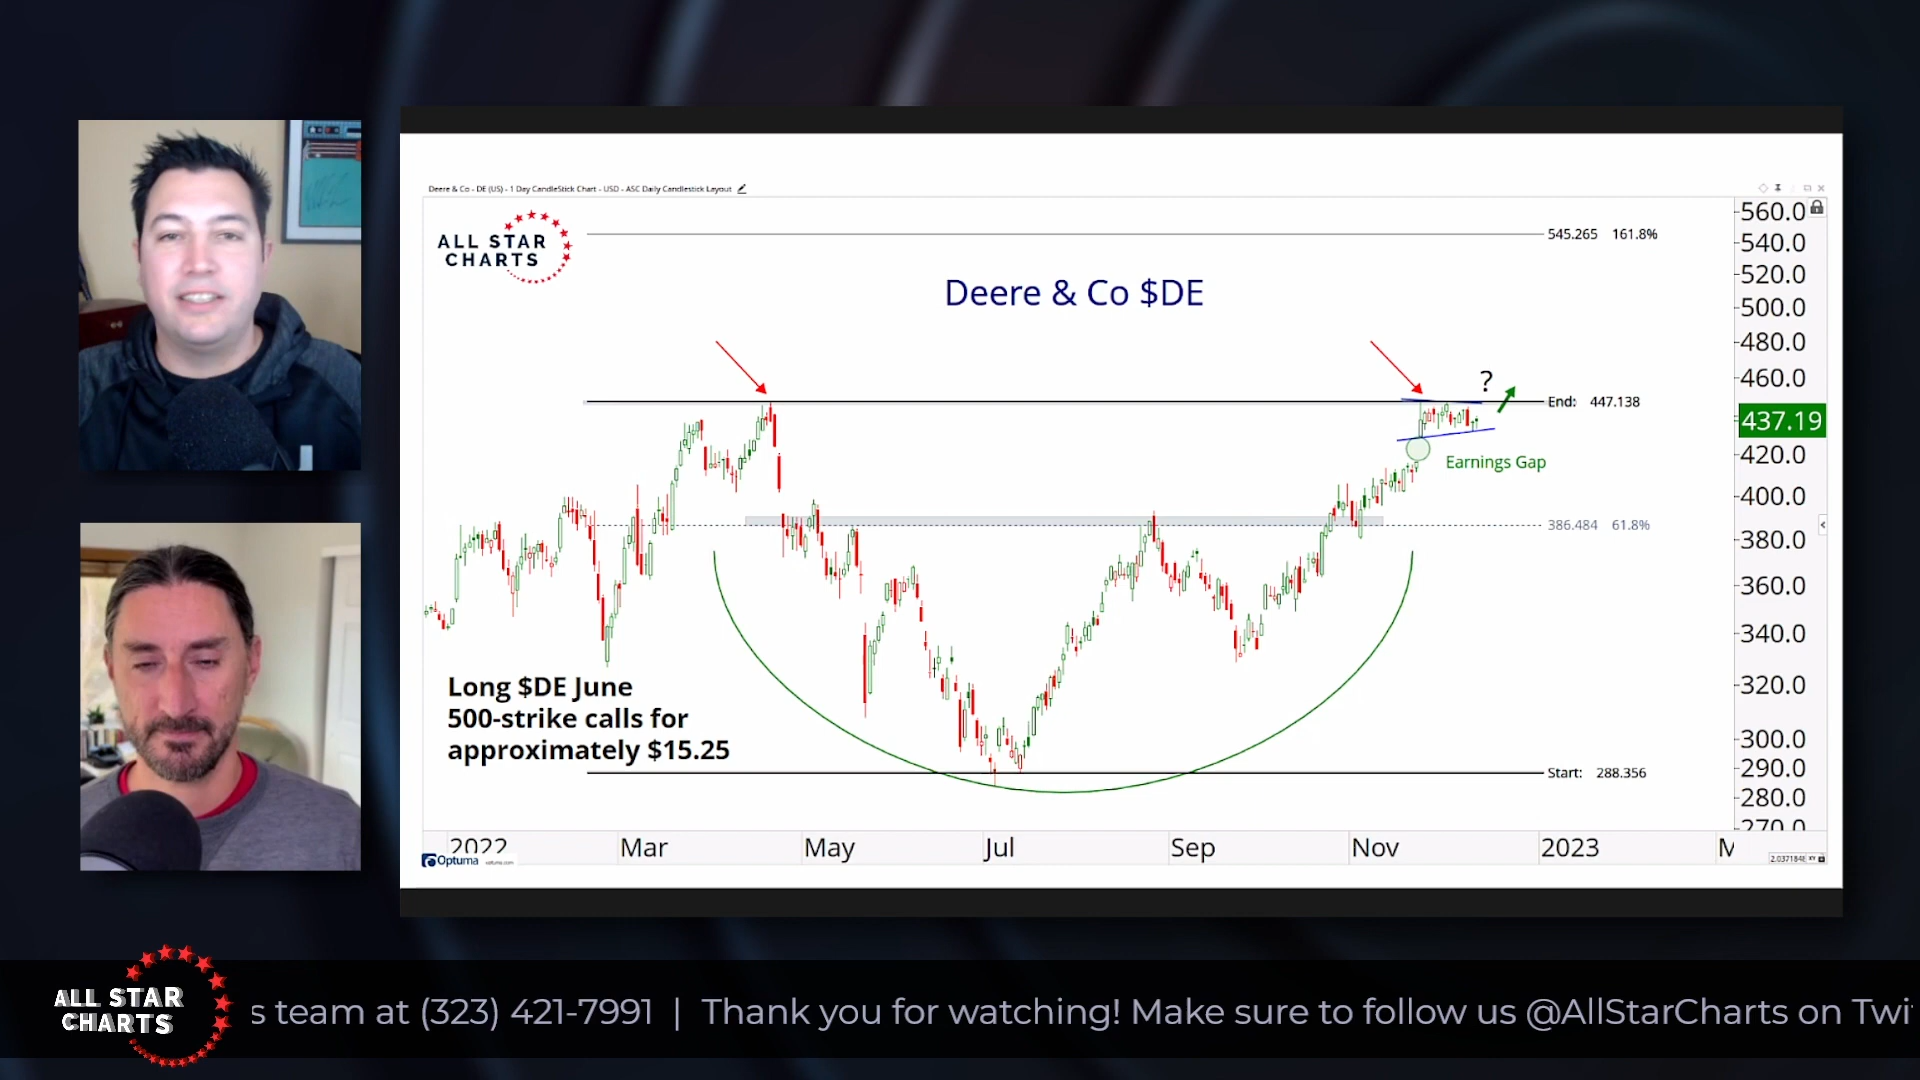 Deere & Co - DE (US) - 1 Day CandleStick Chart - USD - ASC Daily Candlestick Layout
ALL STAR
CHARTS
Deere & Co $DE
545.265 161.8%
?
End: 447.138
Earnings Gap
386.484 61.8%
Long $DE June
500-strike calls for
approximately $15.25
Start: 288.356
560.0
540.0
520.0
500.0
480.0
460.0
437.19
420.0
400.0
380.0
360.0
340.0
320.0
300.0
290.0
280.0
270.0
2022 Mar May Jul Sep Nov 2023 M
Optuma
ALL STAR
CHARTS
s team at (323) 421-7991 | Thank you for watching! Make sure to follow us @AllStarCharts on Twi